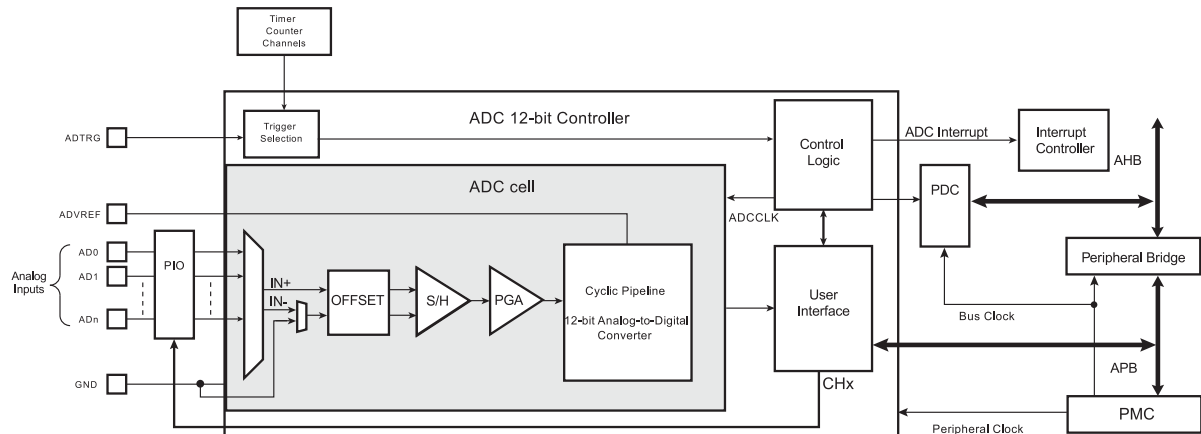 Timer
Counter
Channels
ADTRG
Trigger
Selection
ADC 12-bit Controller
Control
Logic
ADC Interrupt
Interrupt
Controller
AHB
ADC cell
ADCCLK
PDC
ADVREF
Analog
Inputs
AD0
AD1
ADn
PIO
IN+
IN-
OFFSET
S/H
PGA
Cyclic Pipeline
12-bit Analog-to-Digital
Converter
User
Interface
Peripheral Bridge
Bus Clock
APB
GND
CHx
PMC
Peripheral Clock